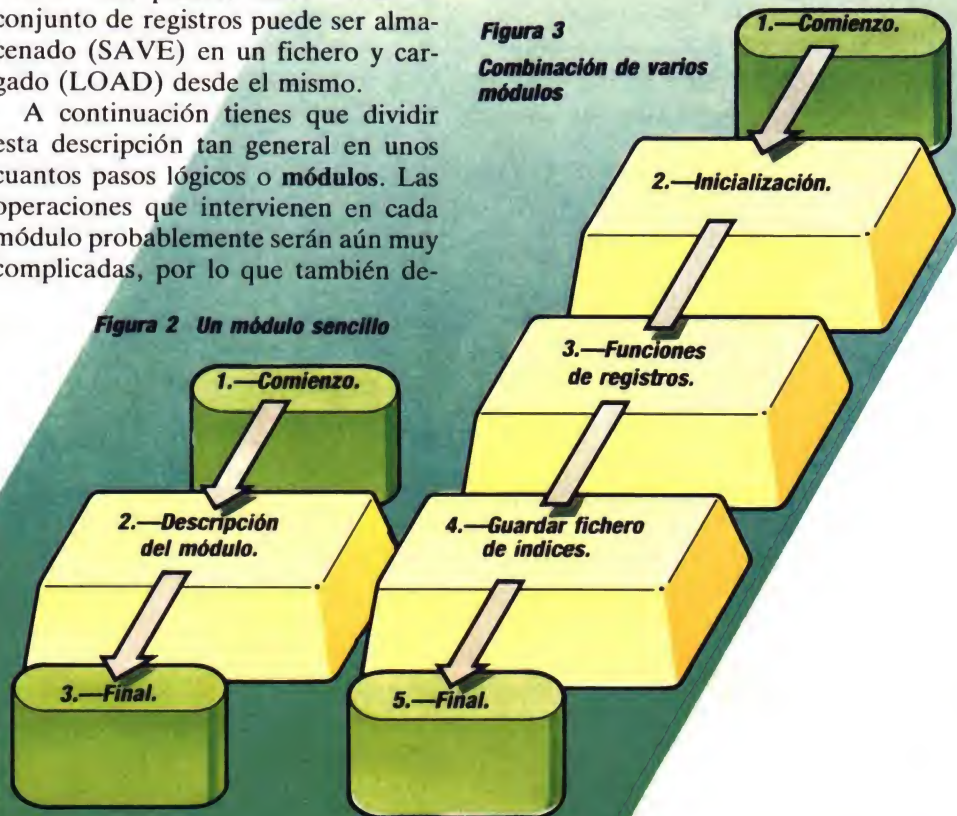 conjunto de registros puede ser alma-
cenado (SAVE) en un fichero y car-
gado (LOAD) desde el mismo.
A continuación tienes que dividir
esta descripción tan general en unos
cuantos pasos lógicos o módulos. Las
operaciones que intervienen en cada
módulo probablemente serán aún muy
complicadas, por lo que también de-
Figura 2 Un módulo sencillo
1.—Comienzo.
2.—Descripción
del módulo.
3.—Final.
Figura 3
Combinación de varios
módulos
1.—Comienzo.
2.—Inicialización.
3.—Funciones
de registros.
4.—Guardar fichero
de índices.
5.—Final.